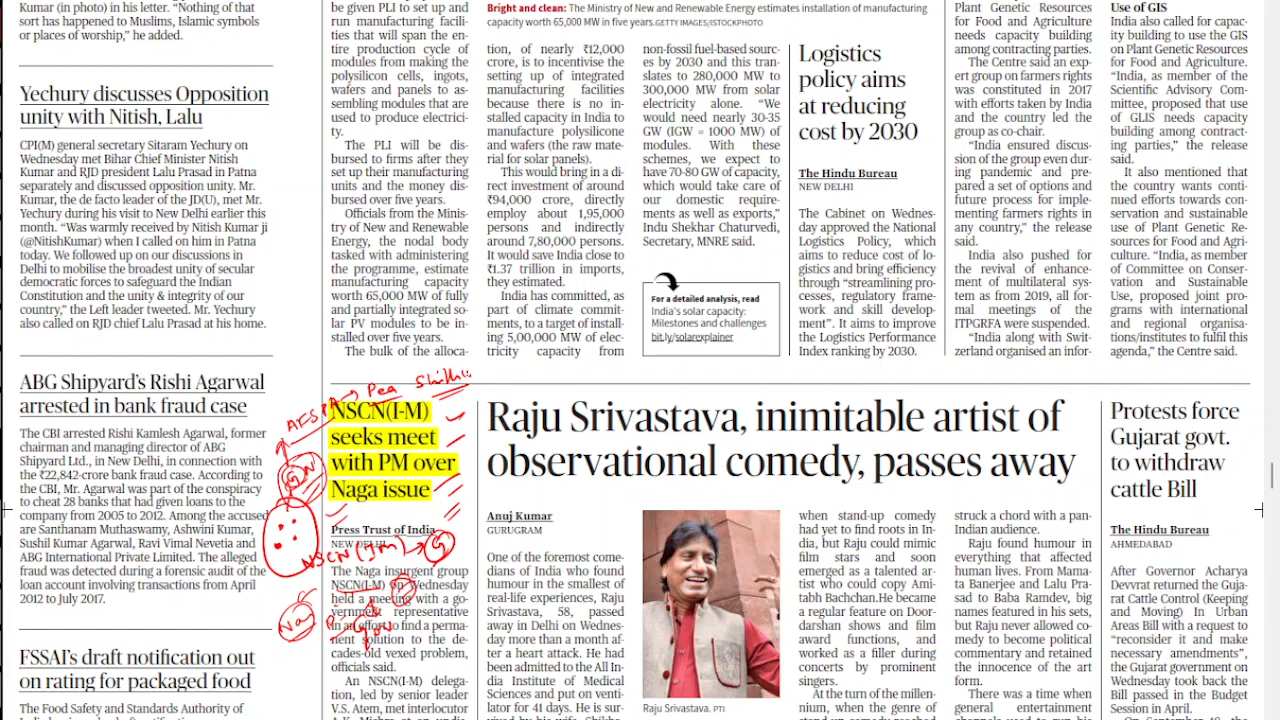 Kumar (in photo) in his letter. “Nothing of that
sort has happened to Muslims, Islamic symbols
or places of worship,” he added.
Yechury discusses Opposition
unity with Nitish, Lalu
CPI(M) general secretary Sitaram Yechury on
Wednesday met Bihar Chief Minister Nitish
Kumar and RJD president Lalu Prasad in Patna
separately and discussed opposition unity. Mr.
Kumar, the de facto leader of the JD(U), met Mr.
Yechury during his visit to New Delhi earlier this
month. “Was warmly received by Nitish Kumar ji
(@NitishKumar) when I called on him in Patna
today. We followed up on our discussions in
Delhi to mobilise the broadest unity of secular
democratic forces to safeguard the Indian
Constitution and the unity & integrity of our
country,” the Left leader tweeted. Mr. Yechury
also called on RJD chief Lalu Prasad at his home.
ABG Shipyard’s Rishi Agarwal
arrested in bank fraud case
The CBI arrested Rishi Kamlesh Agarwal, former
chairman and managing director of ABG
Shipyard Ltd., in New Delhi, in connection with
the ₹22,842-crore bank fraud case. According to
the CBI, Mr. Agarwal was part of the conspiracy
to cheat 28 banks that had given loans to the
company from 2005 to 2012. Among the accused
are Santhanam Muthaswamy, Ashwini Kumar,
Sushil Kumar Agarwal, Ravi Vimal Nevetia and
ABG International Private Limited. The alleged
fraud was detected during a forensic audit of the
loan account involving transactions from April
2012 to July 2017.
FSSAI’s draft notification out
on rating for packaged food
The Food Safety and Standards Authority of
be given PLI to set up and
run manufacturing facili-
ties that will span the en-
tire production cycle of
modules from making the
polysilicon cells, ingots,
wafers and panels to as-
sembling modules that are
used to produce electrici-
ty.
The PLI will be dis-
bursed to firms after they
set up their manufacturing
units and the money dis-
bursed over five years.
Officials from the Minis-
try of New and Renewable
Energy, the nodal body
tasked with administering
the programme, estimate
manufacturing capacity
worth 65,000 MW of fully
and partially integrated so-
lar PV modules to be in-
stalled over five years.
The bulk of the alloca-
Bright and clean: The Ministry of New and Renewable Energy estimates installation of manufacturing
capacity worth 65,000 MW in five years. GETTY IMAGES/ISTOCKPHOTO
tion, of nearly ₹12,000
crore, is to incentivise the
setting up of integrated
manufacturing facilities
because there is no in-
stalled capacity in India to
manufacture polysilicone
and wafers (the raw mate-
rial for solar panels).
This would bring in a di-
rect investment of around
₹94,000 crore, directly
employ about 1,95,000
persons and indirectly
around 7,80,000 persons.
It would save India close to
₹1.37 trillion in imports,
they estimated.
India has committed, as
part of climate commit-
ments, to a target of install-
ing 5,00,000 MW of elec-
tricity capacity from
non-fossil fuel-based sourc-
es by 2030 and this tran-
slates to 280,000 MW to
300,000 MW from solar
electricity alone. “We
would need nearly 30-35
GW (IGW = 1000 MW) of
modules. With these
schemes, we expect to
have 70-80 GW of capacity,
which would take care of
our domestic require-
ments as well as exports,”
Indu Shekhar Chaturvedi,
Secretary, MNRE said.
For a detailed analysis, read
India’s solar capacity:
Milestones and challenges
bit.ly/solarexplainer
Logistics
policy aims
at reducing
cost by 2030
The Hindu Bureau
NEW DELHI
The Cabinet on Wednes-
day approved the National
Logistics Policy, which
aims to reduce cost of lo-
gistics and bring efficiency
through “streamlining pro-
cesses, regulatory frame-
work and skill develop-
ment”. It aims to improve
the Logistics Performance
Index ranking by 2030.
Plant Genetic Resources
for Food and Agriculture
needs capacity building
among contracting parties.
The Centre said an exp-
ert group on farmers rights
was constituted in 2017
with efforts taken by India
and the country led the
group as co-chair.
“India ensured discus-
sion of the group even dur-
ing pandemic and pre-
pared a set of options and
future process for imple-
menting farmers rights in
any country,” the release
said.
India also pushed for
the revival of enhance-
ment of multilateral sys-
tem as from 2019, all for-
mal meetings of the
ITPGRFA were suspended.
“India along with Swit-
zerland organised an infor-
Use of GIS
India also called for capac-
ity building to use the GIS
on Plant Genetic Resources
for Food and Agriculture.
“India, as member of the
Scientific Advisory Com-
mittee, proposed that use
of GLIS needs capacity
building among contract-
ing parties,” the release
said.
It also mentioned that
the country wants conti-
nued efforts towards con-
servation and sustainable
use of Plant Genetic Re-
sources for Food and Agri-
culture. “India, as member
of Committee on Conser-
vation and Sustainable
Use, proposed joint pro-
grams with international
and regional organisa-
tions/institutes to fulfil this
agenda,” the Centre said.
NSCN(I-M)
seeks meet
with PM over
Naga issue
Press Trust of India
NEW DELHI
The Naga insurgent group
NSCN(I-M) on Wednesday
held a meeting with a go-
vernment representative
in an effort to find a perma-
nent solution to the de-
cades-old vexed problem,
officials said.
An NSCN(I-M) delega-
tion, led by senior leader
V.S. Atem, met interlocutor
AFSPA
Pea
NSCN (Im)
G
Gov
Raju Srivastava, inimitable artist of
observational comedy, passes away
Anuj Kumar
GURUGRAM
One of the foremost come-
dians of India who found
humour in the smallest of
real-life experiences, Raju
Srivastava, 58, passed
away in Delhi on Wednes-
day more than a month af-
ter a heart attack. He had
been admitted to the All In-
dia Institute of Medical
Sciences and put on venti-
lator for 41 days. He is sur-
Raju Srivastava. PTI
when stand-up comedy
had yet to find roots in In-
dia, but Raju could mimic
film stars and soon
emerged as a talented ar-
tist who could copy Ami-
tabh Bachchan.He became
a regular feature on Door-
darshan shows and film
award functions, and
worked as a filler during
concerts by prominent
singers.
At the turn of the millen-
nium, when the genre of
struck a chord with a pan-
Indian audience.
Raju found humour in
everything that affected
human lives. From Mama-
ta Banerjee and Lalu Pra-
sad to Baba Ramdev, big
names featured in his sets,
but Raju never allowed co-
medy to become political
commentary and retained
the innocence of the art
form.
There was a time when
Protests force
Gujarat govt.
to withdraw
cattle Bill
The Hindu Bureau
AHMEDABAD
After Governor Acharya
Devvrat returned the Guja-
rat Cattle Control (Keeping
and Moving) In Urban
Areas Bill with a request to
“reconsider it and make
necessary amendments”,
the Gujarat government on
Wednesday took back the
Bill passed in the Budget
Session in April.